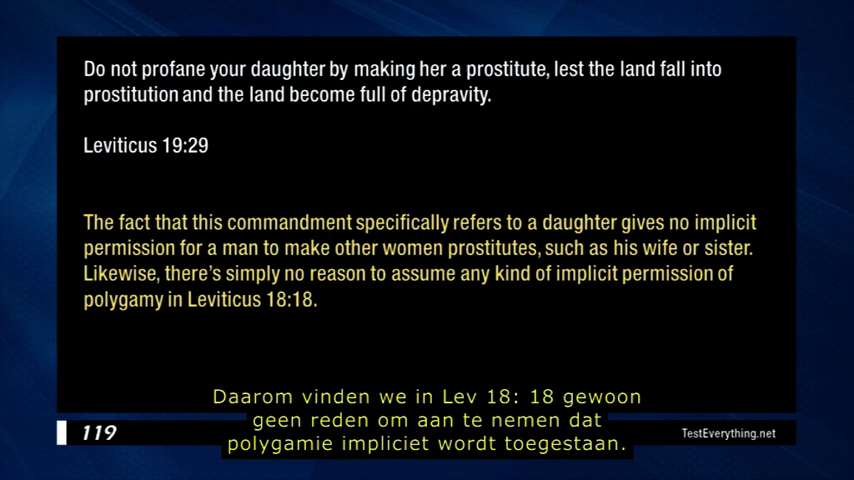 Do not profane your daughter by making her a prostitute, lest the land fall into
prostitution and the land become full of depravity.
Leviticus 19:29
The fact that this commandment specifically refers to a daughter gives no implicit
permission for a man to make other women prostitutes, such as his wife or sister.
Likewise, there's simply no reason to assume any kind of implicit permission of
polygamy in Leviticus 18:18.
Daarom vinden we in Lev 18: 18 gewoon
geen reden om aan te nemen dat
polygamie impliciet wordt toegestaan.
119
TestEverything.net